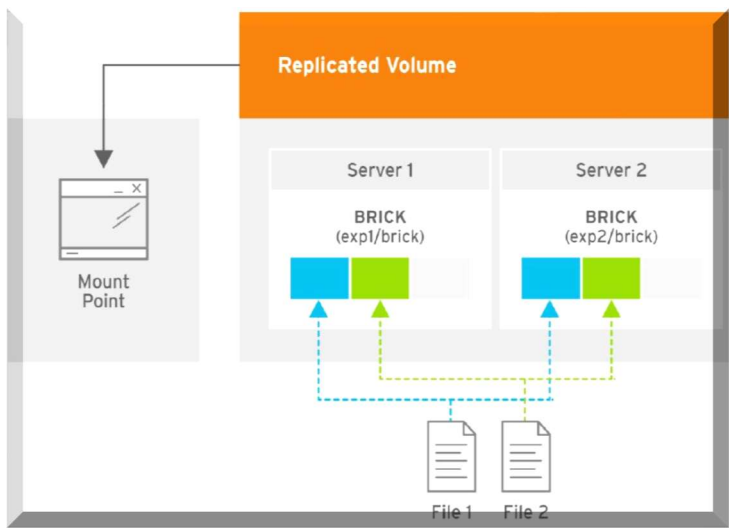 Replicated Volume
Server 1
Server 2
BRICK
(exp1/brick)
BRICK
(exp2/brick)
Mount
Point
File 1
File 2